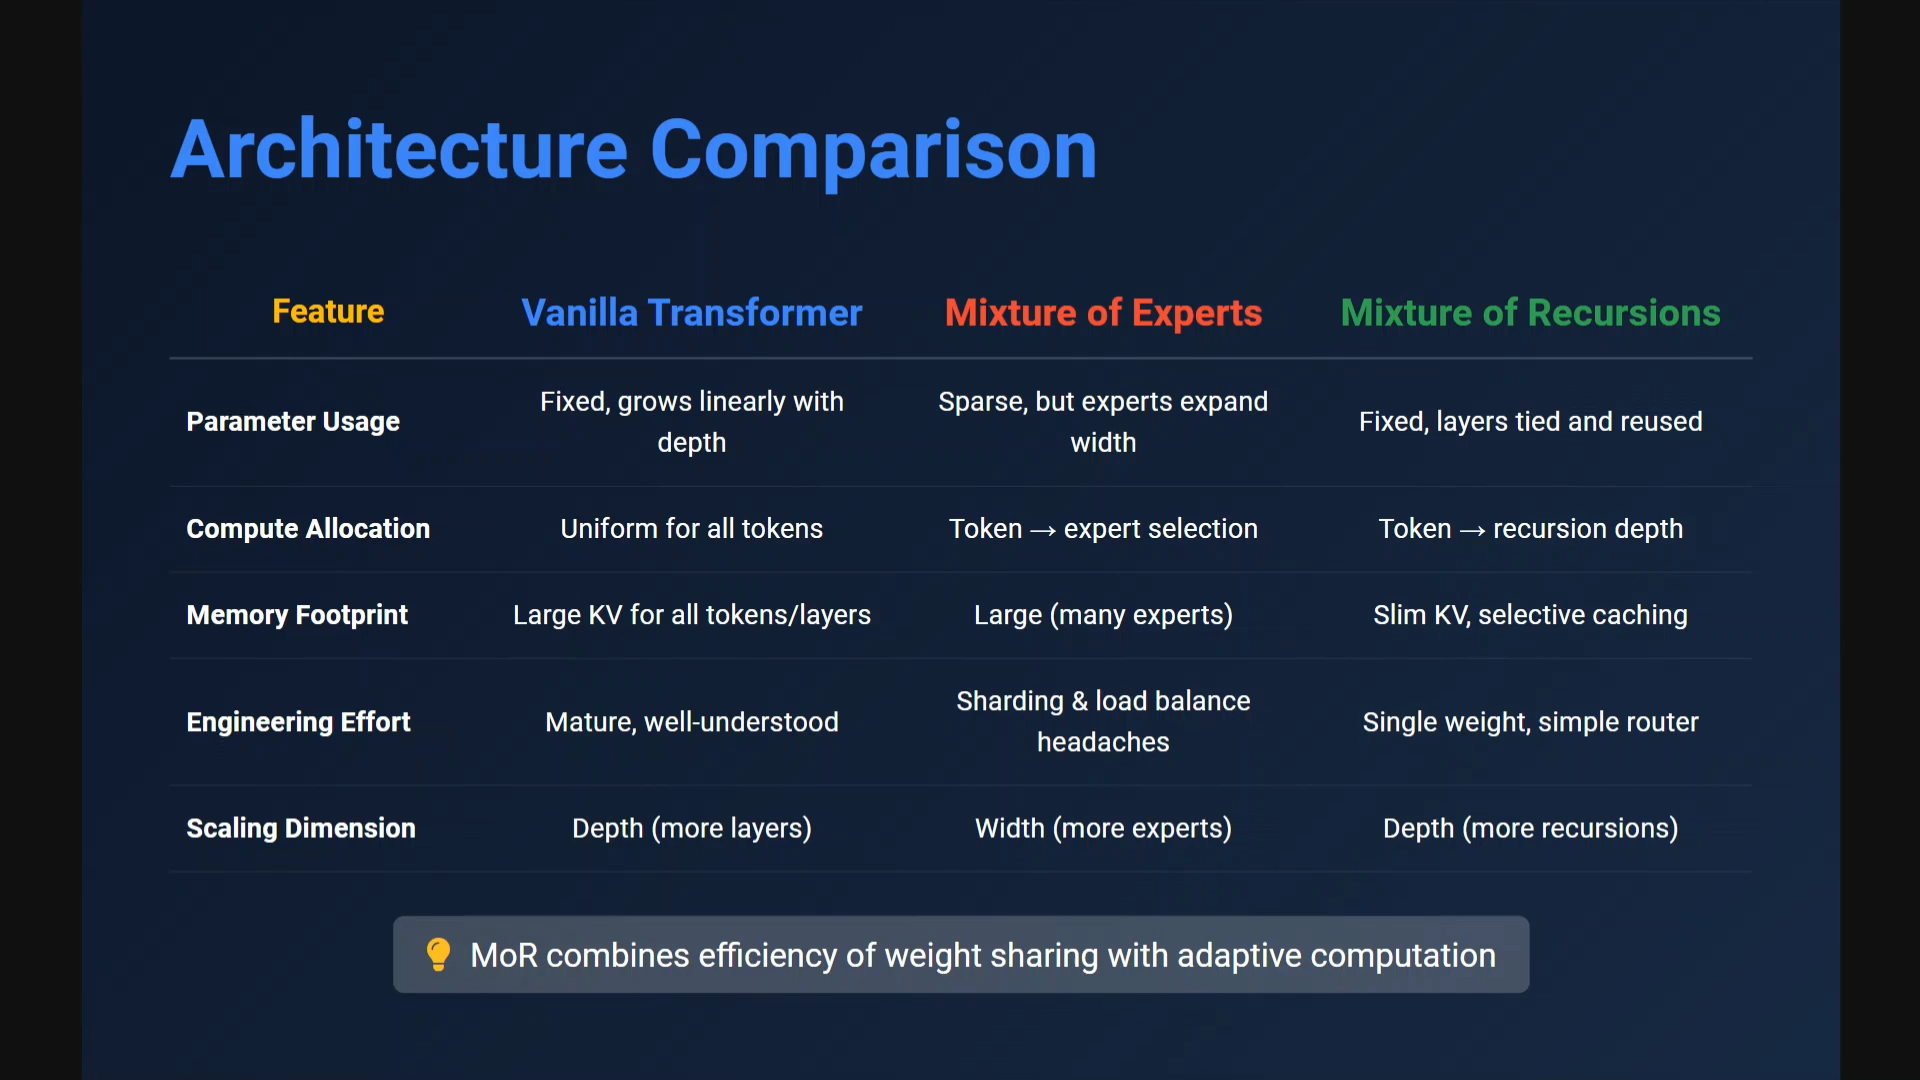 Architecture Comparison
Feature Vanilla Transformer Mixture of Experts Mixture of Recursions
Parameter Usage
Fixed, grows linearly with
depth
Sparse, but experts expand
width
Fixed, layers tied and reused
Compute Allocation Uniform for all tokens Token → expert selection Token → recursion depth
Memory Footprint Large KV for all tokens/layers Large (many experts) Slim KV, selective caching
Engineering Effort Mature, well-understood
Sharding & load balance
headaches
Single weight, simple router
Scaling Dimension Depth (more layers) Width (more experts) Depth (more recursions)
MoR combines efficiency of weight sharing with adaptive computation